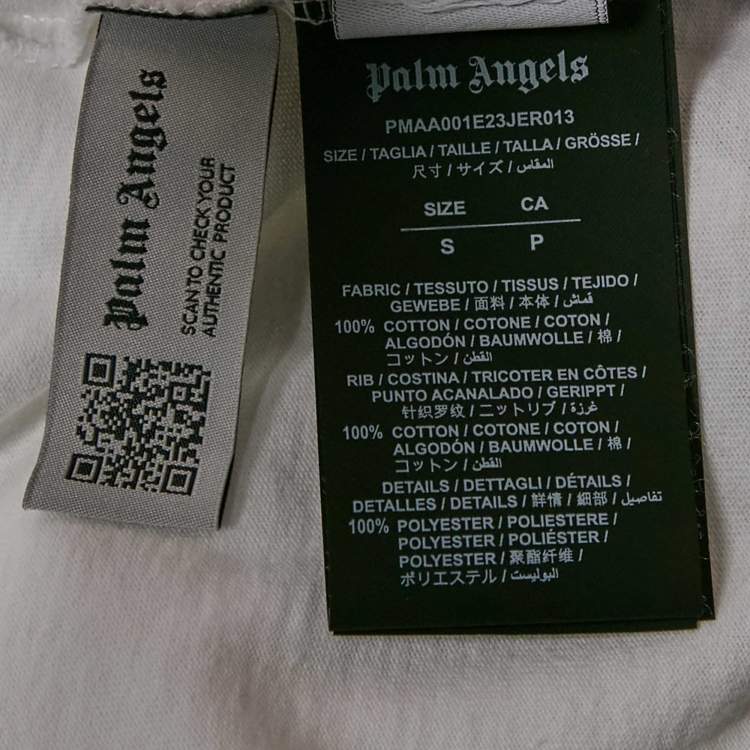 Palm Angels
SCAN TO CHECK YOUR
AUTHENTIC PRODUCT
Palm Angels
PMAA001E23JER013
SIZE / TAGLIA / TAILLE / TALLA / GRÖSSE /
尺寸 / サイズ / المقاس /
SIZE CA
S P
FABRIC / TESSUTO / TISSUS / TEJIDO /
GEWEBE / 面料 / 本体 / قماش /
100% COTTON / COTONE / COTON /
ALGODÓN / BAUMWOLLE / 棉 /
コットン / القطن /
RIB / COSTINA / TRICOTER EN CÔTES /
PUNTO ACANALADO / GERIPPT /
针织罗纹 / ニットリブ / غرزة /
100% COTTON / COTONE / COTON /
ALGODÓN / BAUMWOLLE / 棉 /
コットン / القطن /
DETAILS / DETTAGLI / DÉTAILS /
DETALLES / DETAILS / 詳情 / 細部 / تفاصيل /
100% POLYESTER / POLIESTERE /
POLYESTER / POLIÉSTER /
POLYESTER / 聚酯纤维 /
ポリエステル / البوليست /